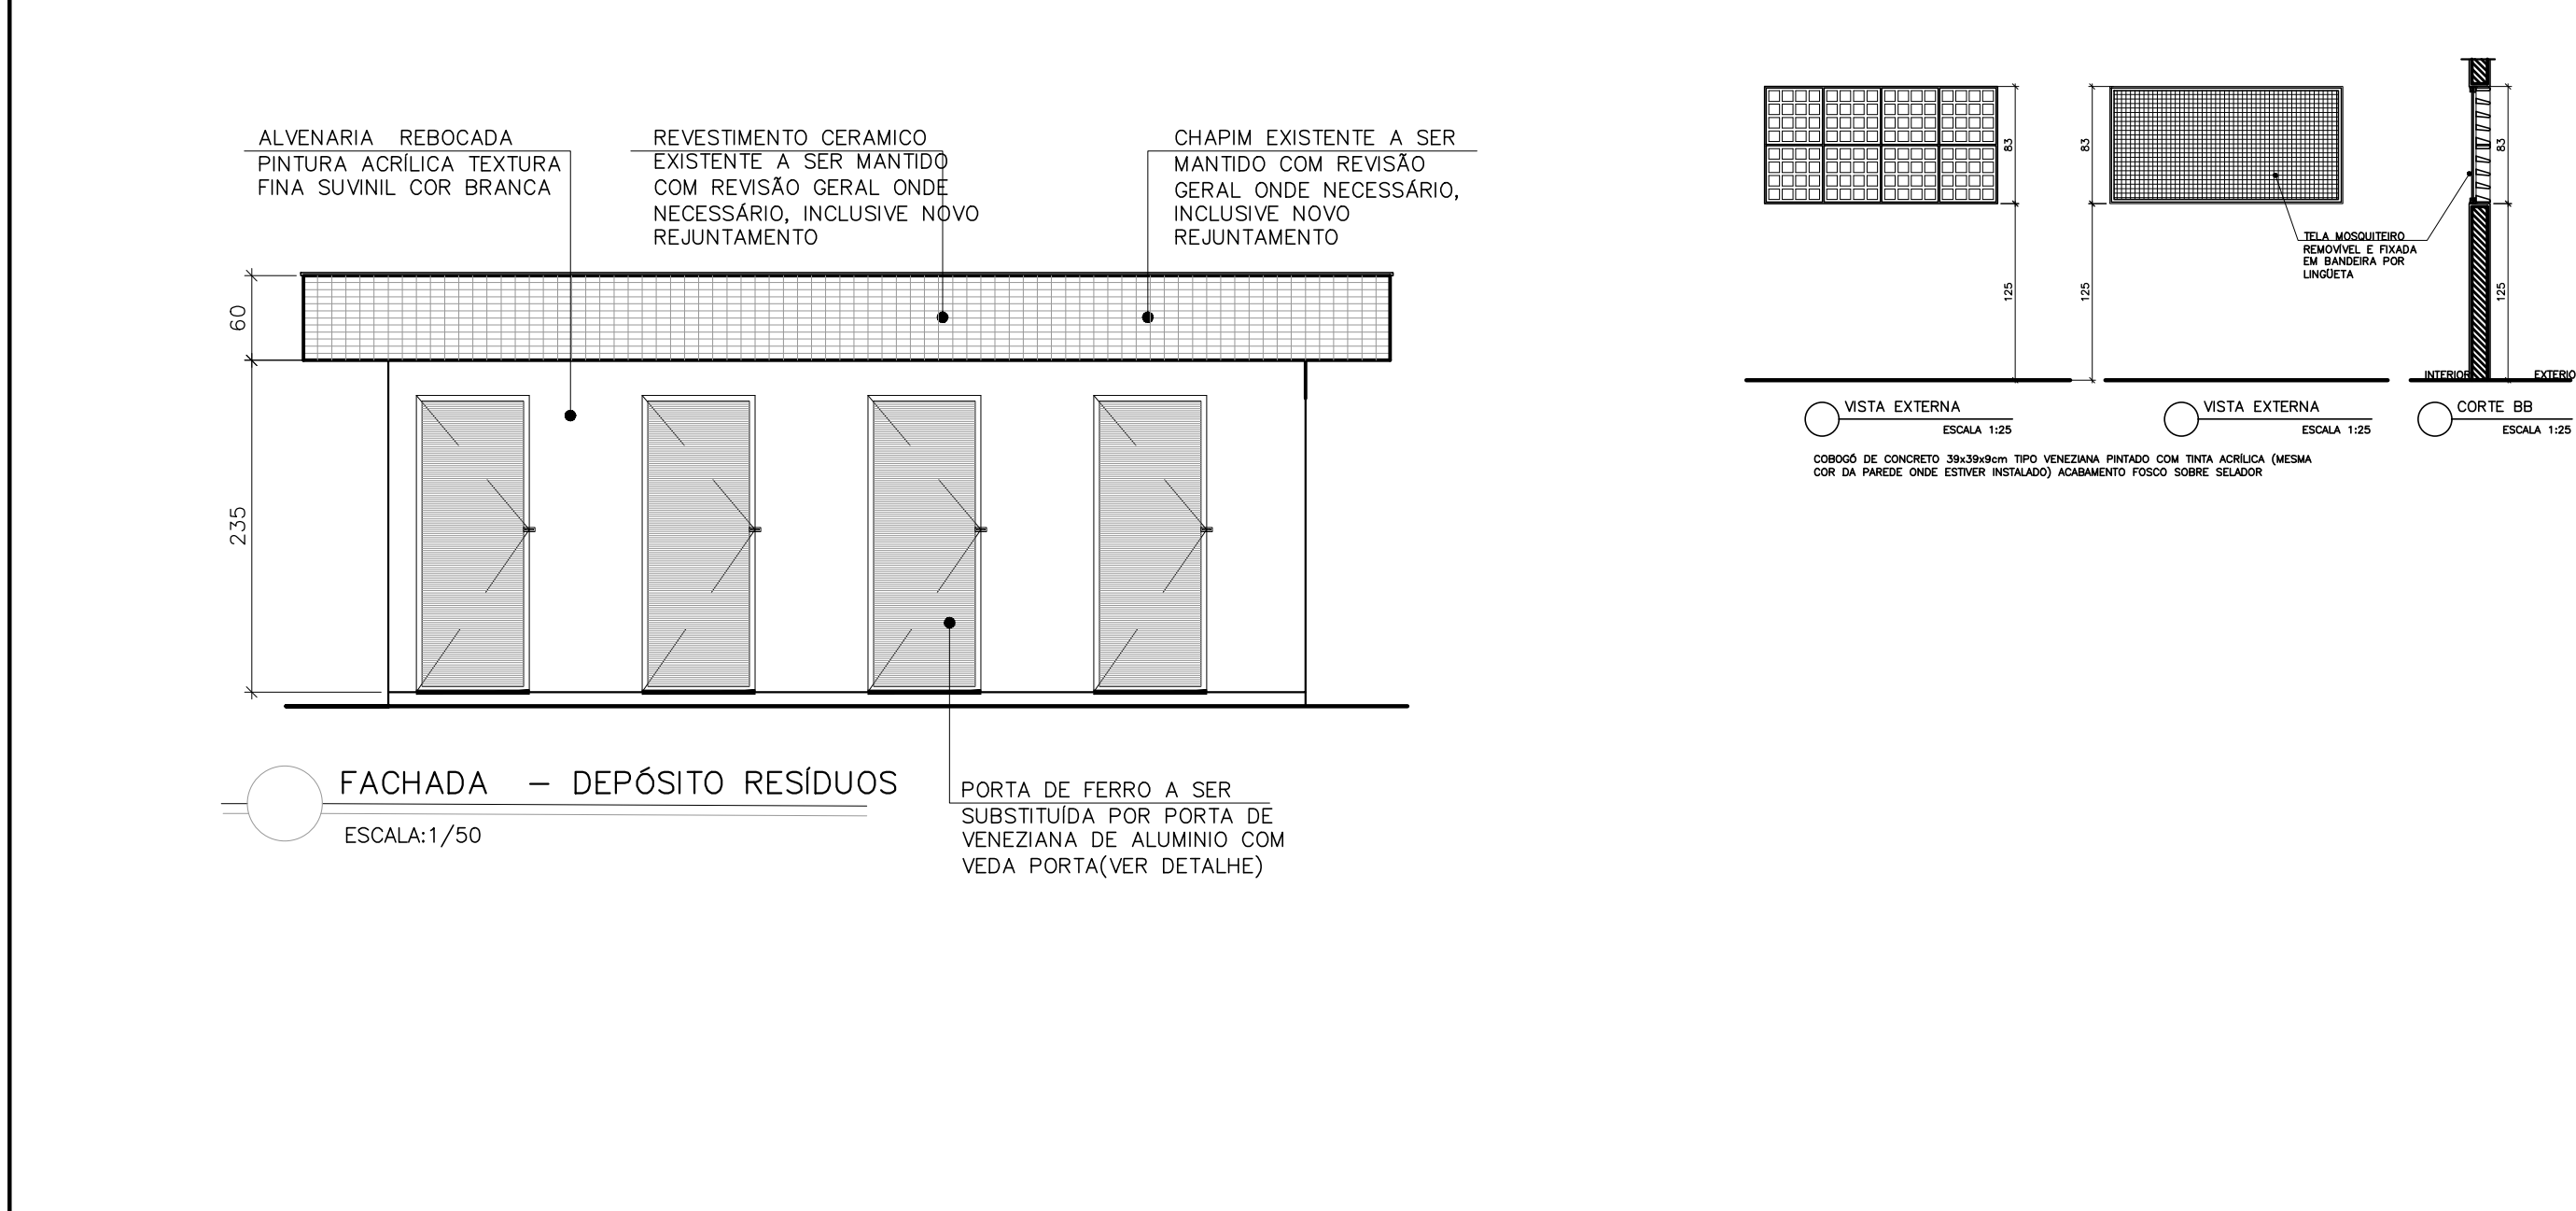 ALVENARIA REBOCADA
PINTURA ACRÍLICA TEXTURA
FINA SUVINIL COR BRANCA
REVESTIMENTO CERAMICO
EXISTENTE A SER MANTIDO
COM REVISÃO GERAL ONDE
NECESSÁRIO, INCLUSIVE NOVO
REJUNTAMENTO
CHAPIM EXISTENTE A SER
MANTIDO COM REVISÃO
GERAL ONDE NECESSÁRIO,
INCLUSIVE NOVO
REJUNTAMENTO
60
235
FACHADA - DEPÓSITO RESÍDUOS
ESCALA:1/50
PORTA DE FERRO A SER
SUBSTITUÍDA POR PORTA DE
VENEZIANA DE ALUMINIO COM
VEDA PORTA(VER DETALHE)
83
125
VISTA EXTERNA
ESCALA 1:25
83
125
TELA MOSQUITEIRO
REMOVÍVEL E FIXADA
EM BANDEIRA POR
LINGÜETA
VISTA EXTERNA
ESCALA 1:25
83
125
INTERIOR
EXTERIO
CORTE BB
ESCALA 1:25
COBOGÓ DE CONCRETO 39x39x9cm TIPO VENEZIANA PINTADO COM TINTA ACRÍLICA (MESMA
COR DA PAREDE ONDE ESTIVER INSTALADO) ACABAMENTO FOSCO SOBRE SELADOR